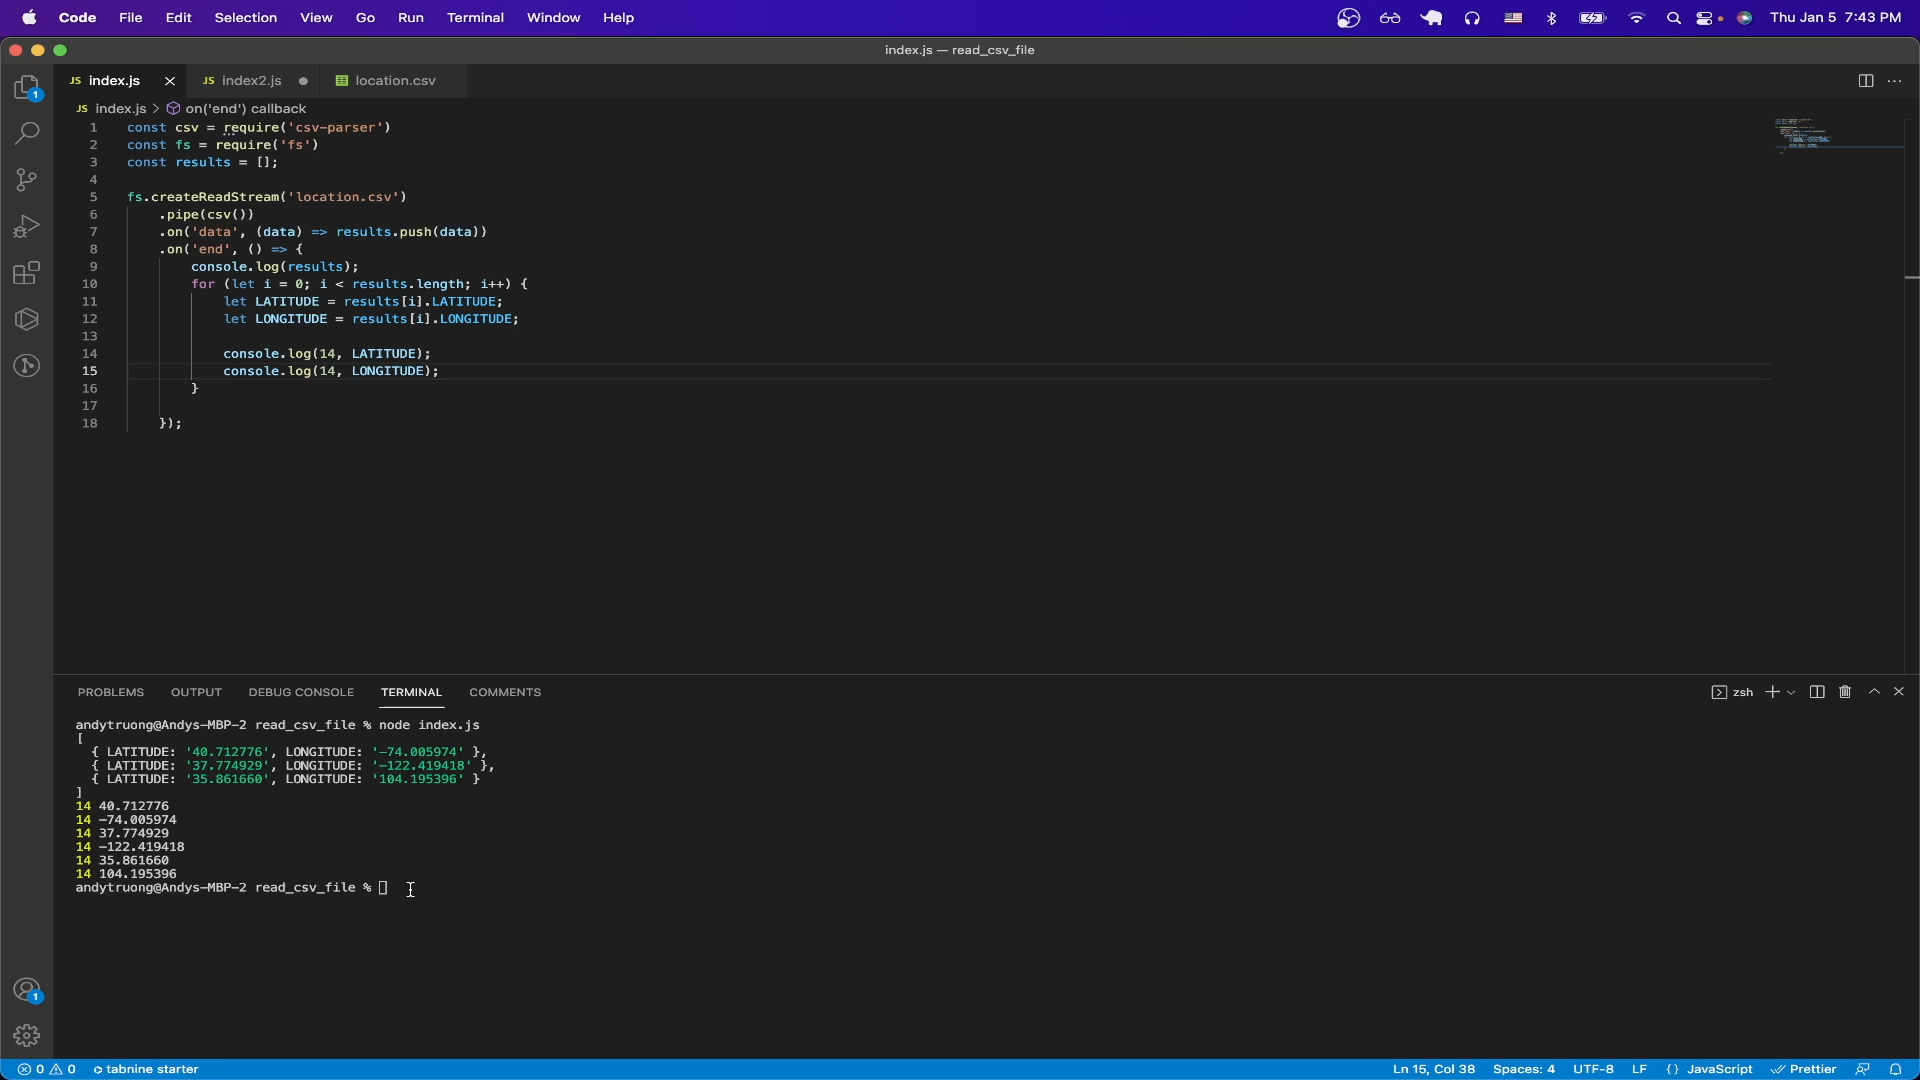 Code File Edit Selection View Go Run Terminal Window Help Thu Jan 5 7:43 PM
index.js — read_csv_file
JS index.js JS index2.js location.csv
1
JS index.js > on('end') callback
1 const csv = require('csv-parser')
2 const fs = require('fs')
3 const results = [];
4
5 fs.createReadStream('location.csv')
6 .pipe(csv())
7 .on('data', (data) => results.push(data))
8 .on('end', () => {
9 console.log(results);
10 for (let i = 0; i < results.length; i++) {
11 let LATITUDE = results[i].LATITUDE;
12 let LONGITUDE = results[i].LONGITUDE;
13
14 console.log(14, LATITUDE);
15 console.log(14, LONGITUDE);
16 }
17
18 });
PROBLEMS OUTPUT DEBUG CONSOLE TERMINAL COMMENTS zsh
andytruong@Andys-MBP-2 read_csv_file % node index.js
[
{ LATITUDE: '40.712776', LONGITUDE: '-74.005974' },
{ LATITUDE: '37.774929', LONGITUDE: '-122.419418' },
{ LATITUDE: '35.861660', LONGITUDE: '104.195396' }
]
14 40.712776
14 -74.005974
14 37.774929
14 -122.419418
14 35.861660
14 104.195396
andytruong@Andys-MBP-2 read_csv_file %
1
0 0 tabnine starter Ln 15, Col 38 Spaces: 4 UTF-8 LF {} JavaScript Prettier